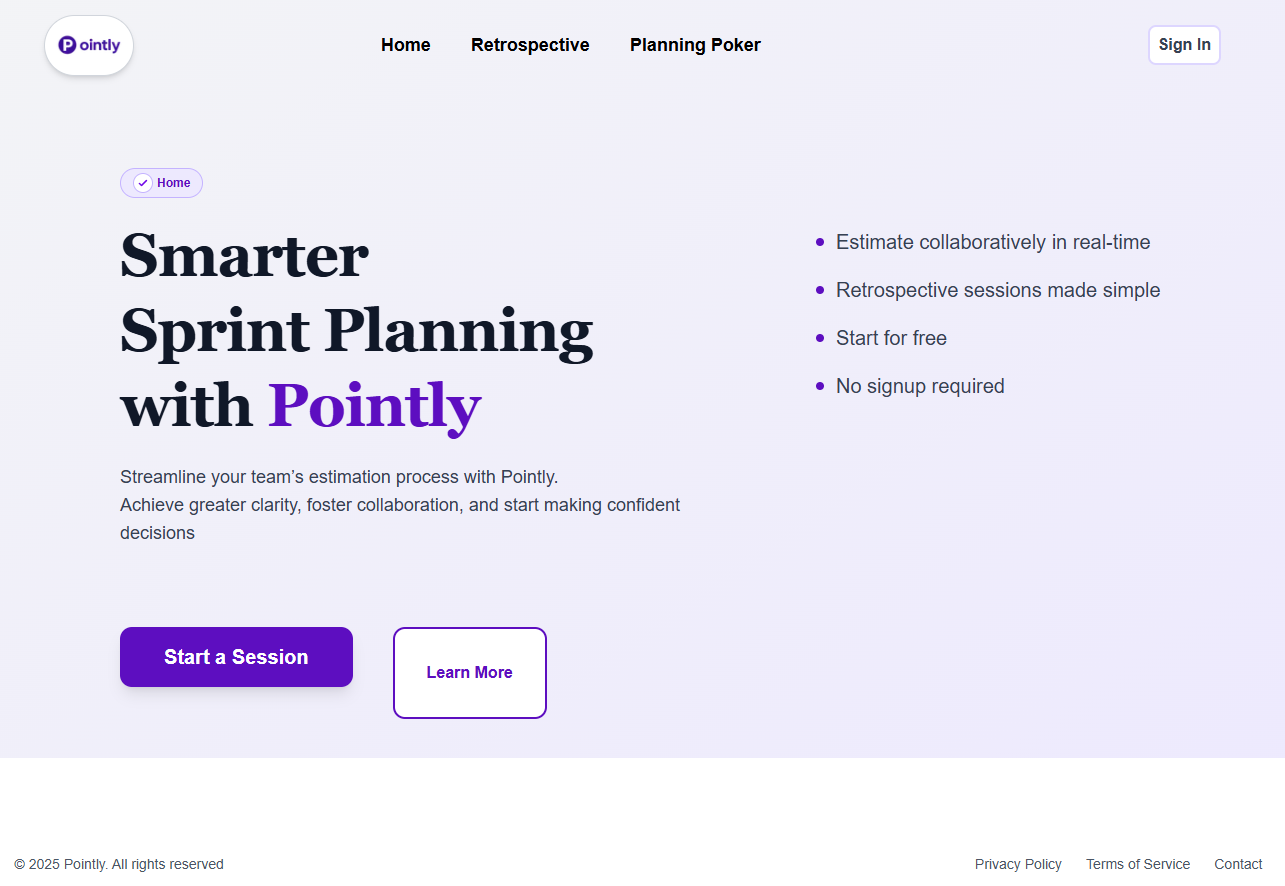 Pointly
Home
Retrospective
Planning Poker
Sign In
Home
Smarter
Sprint Planning
with Pointly
Streamline your team’s estimation process with Pointly.
Achieve greater clarity, foster collaboration, and start making confident
decisions
Start a Session
Learn More
Estimate collaboratively in real-time
Retrospective sessions made simple
Start for free
No signup required
© 2025 Pointly. All rights reserved
Privacy Policy
Terms of Service
Contact